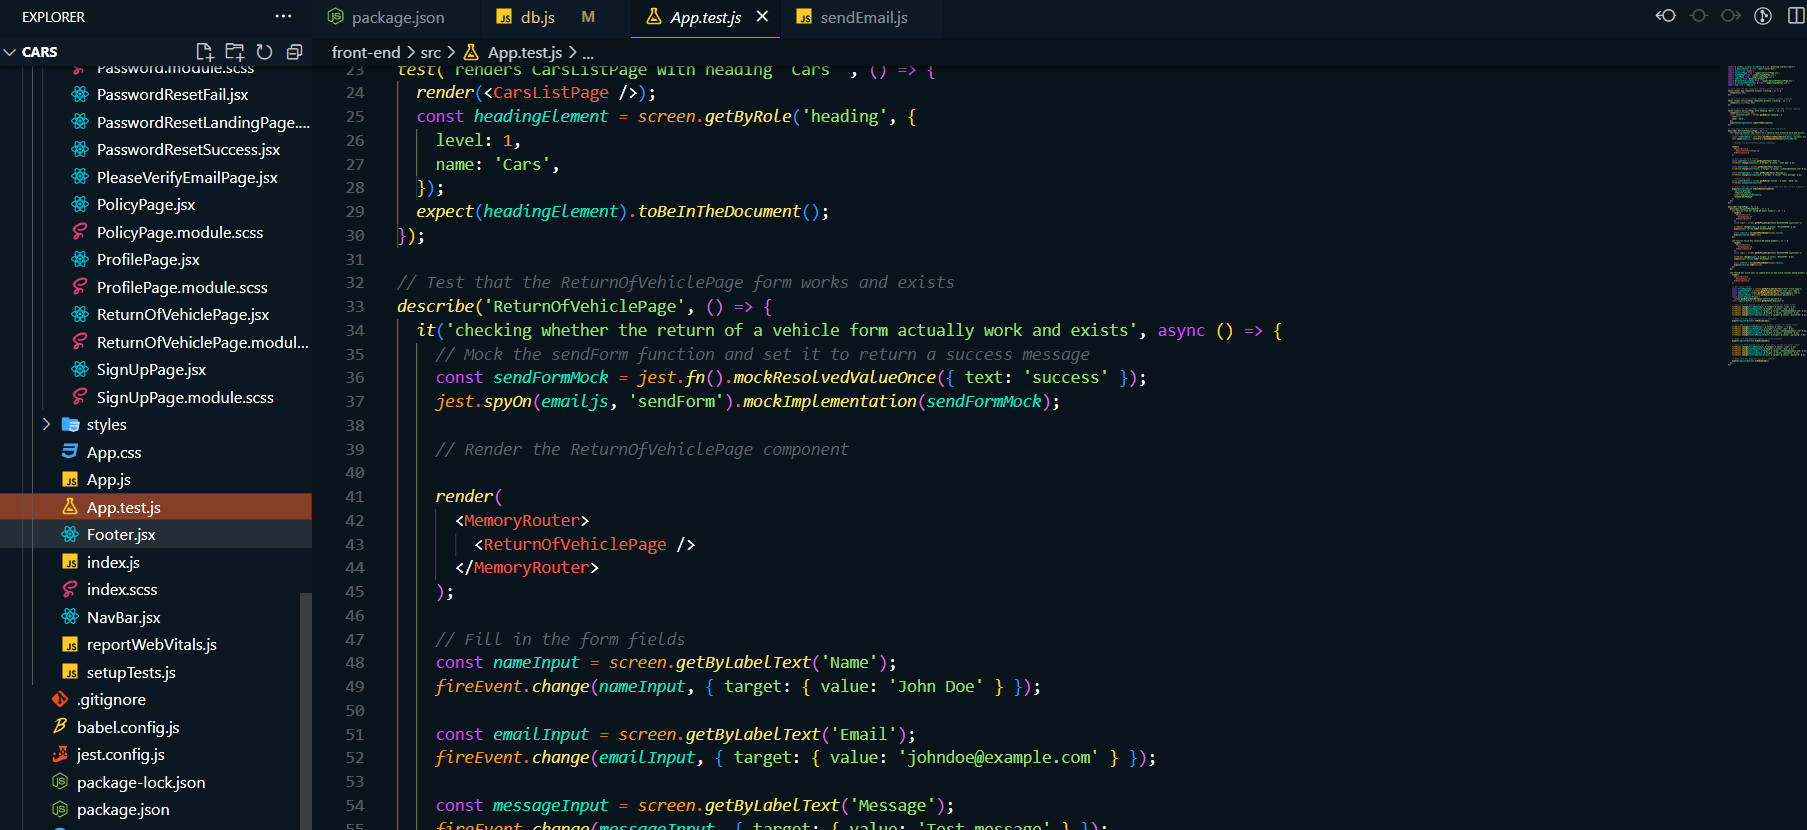 EXPLORER
···
package.json
JS db.js M
App.test.js
JS sendEmail.js
CARS
front-end > src > App.test.js > ...
Password.module.scss
PasswordResetFail.jsx
PasswordResetLandingPage....
PasswordResetSuccess.jsx
PleaseVerifyEmailPage.jsx
PolicyPage.jsx
PolicyPage.module.scss
ProfilePage.jsx
ProfilePage.module.scss
ReturnOfVehiclePage.jsx
ReturnOfVehiclePage.modul...
SignUpPage.jsx
SignUpPage.module.scss
styles
App.css
JS App.js
App.test.js
Footer.jsx
JS index.js
index.scss
NavBar.jsx
JS reportWebVitals.js
JS setupTests.js
.gitignore
babel.config.js
jest.config.js
package-lock.json
package.json
23 test('renders CarsListPage with heading "Cars"', () => {
24 render(<CarsListPage />);
25 const headingElement = screen.getByRole('heading', {
26 level: 1,
27 name: 'Cars',
28 });
29 expect(headingElement).toBeInTheDocument();
30 });
31
32 // Test that the ReturnOfVehiclePage form works and exists
33 describe('ReturnOfVehiclePage', () => {
34 it('checking whether the return of a vehicle form actually work and exists', async () => {
35 // Mock the sendForm function and set it to return a success message
36 const sendFormMock = jest.fn().mockResolvedValueOnce({ text: 'success' });
37 jest.spyOn(emailjs, 'sendForm').mockImplementation(sendFormMock);
38
39 // Render the ReturnOfVehiclePage component
40
41 render(
42 <MemoryRouter>
43 <ReturnOfVehiclePage />
44 </MemoryRouter>
45 );
46
47 // Fill in the form fields
48 const nameInput = screen.getByLabelText('Name');
49 fireEvent.change(nameInput, { target: { value: 'John Doe' } });
50
51 const emailInput = screen.getByLabelText('Email');
52 fireEvent.change(emailInput, { target: { value: 'johndoe@example.com' } });
53
54 const messageInput = screen.getByLabelText('Message');
55 fireEvent.change(messageInput, { target: { value: 'Test message' } });